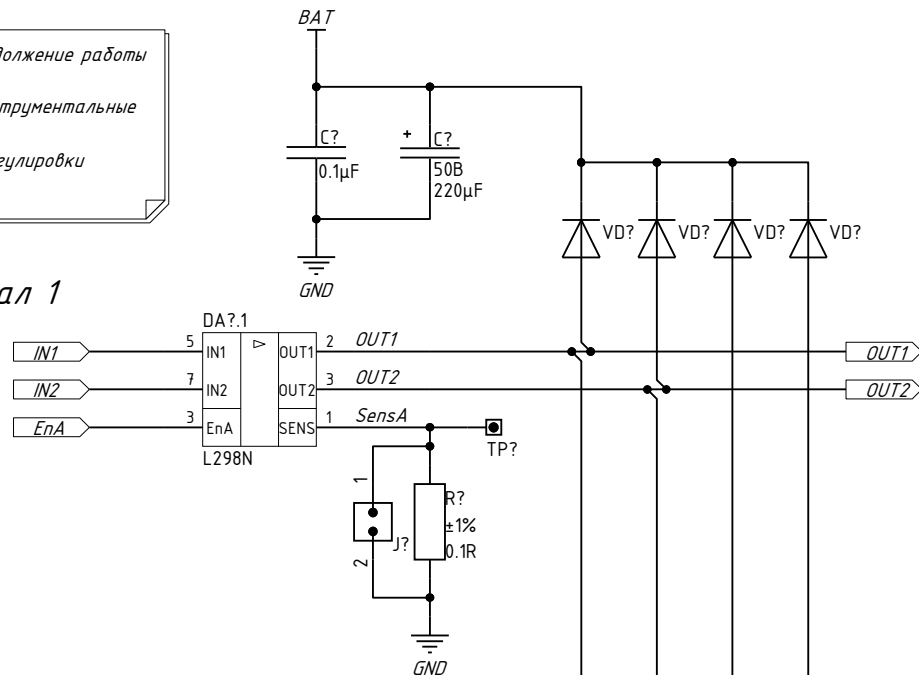 BAT
должение работы
трументальные
гулировки
C?
0.1µF
+
C?
50В
220µF
GND
VD?
VD?
VD?
VD?
ал 1
DA?.1
IN1
5
IN1
OUT1
2
OUT1
OUT1
IN2
7
IN2
OUT2
3
OUT2
OUT2
EnA
3
EnA
SENS
1
SensA
L298N
TP?
1
2
J?
R?
±1%
0.1R
GND